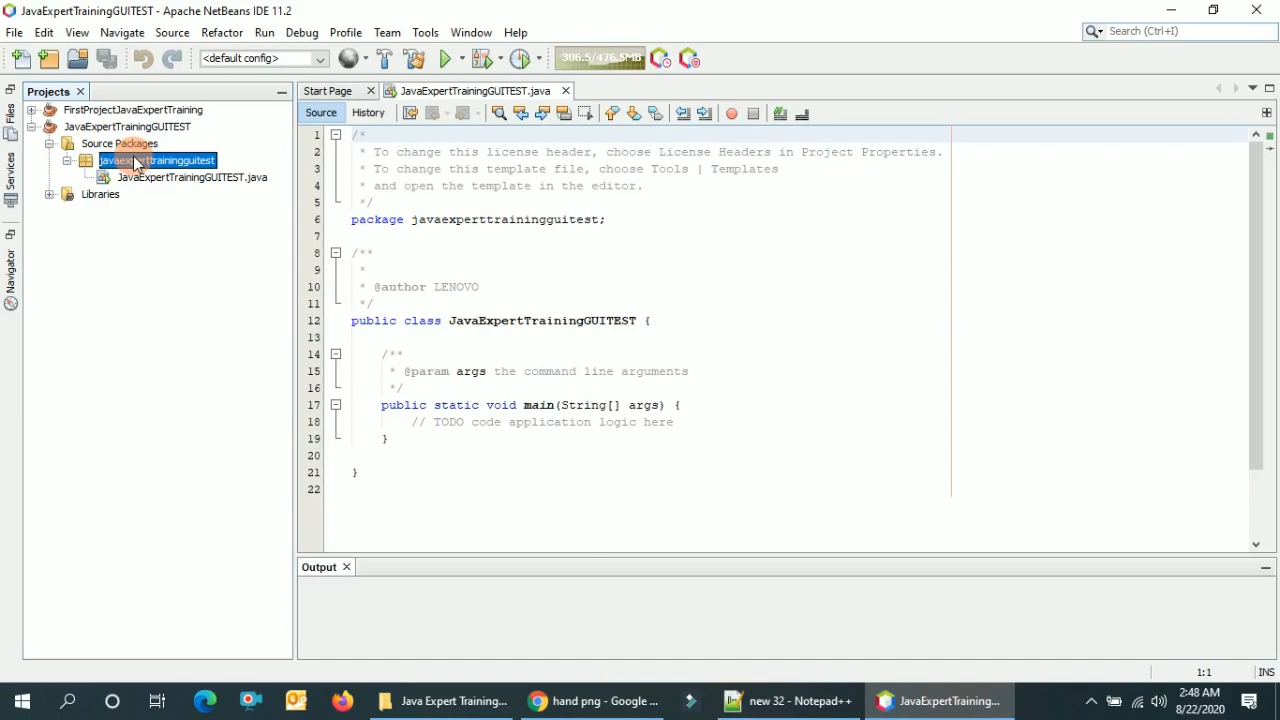 JavaExpertTrainingGUITEST - Apache NetBeans IDE 11.2
File Edit View Navigate Source Refactor Run Debug Profile Team Tools Window Help
Search (Ctrl+I)
<default config>
306.5/476.5MB
Projects
Files
Services
Navigator
FirstProjectJavaExpertTraining
JavaExpertTrainingGUITEST
Source Packages
javaexperttrainingguitest
JavaExpertTrainingGUITEST.java
Libraries
Start Page
JavaExpertTrainingGUITEST.java
Source History
1 /*
2 * To change this license header, choose License Headers in Project Properties.
3 * To change this template file, choose Tools | Templates
4 * and open the template in the editor.
5 */
6 package javaexperttrainingguitest;
7
8 /**
9 *
10 * @author LENOVO
11 */
12 public class JavaExpertTrainingGUITEST {
13
14 /**
15 * @param args the command line arguments
16 */
17 public static void main(String[] args) {
18 // TODO code application logic here
19 }
20
21 }
22
Output
1:1 INS
Java Expert Training...
hand png - Google ...
new 32 - Notepad++
JavaExpertTraining...
2:48 AM
8/22/2020